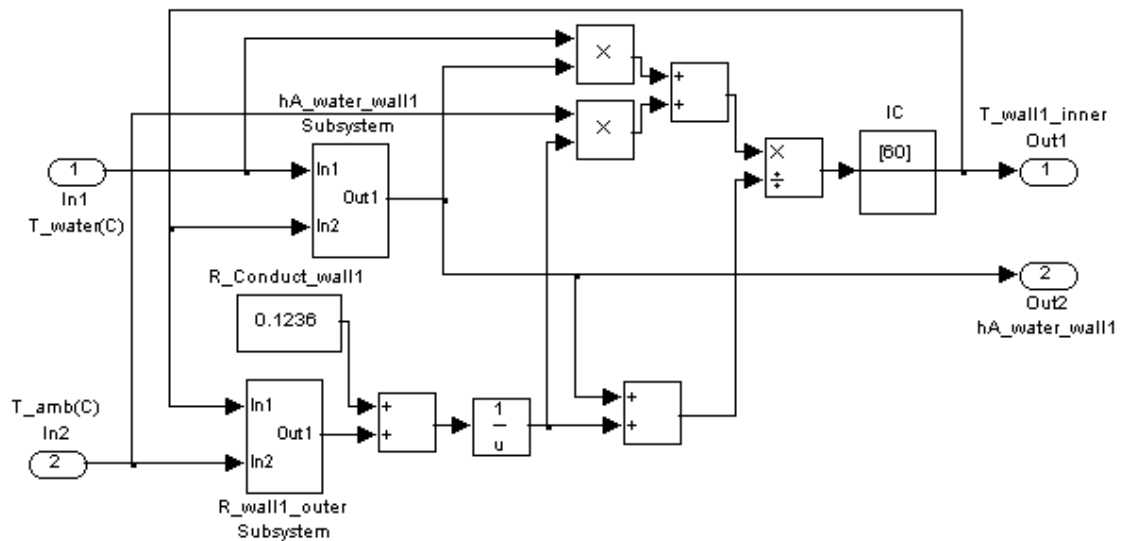 hA_water_wall1
Subsystem
1
In1
T_water(C)
In1
In2
Out1
×
×
+
+
×
÷
IC
[60]
T_wall1_inner
Out1
1
2
Out2
hA_water_wall1
R_Conduct_wall1
0.1236
T_amb(C)
In2
2
In1
In2
Out1
R_wall1_outer
Subsystem
+
+
1
u
+
+